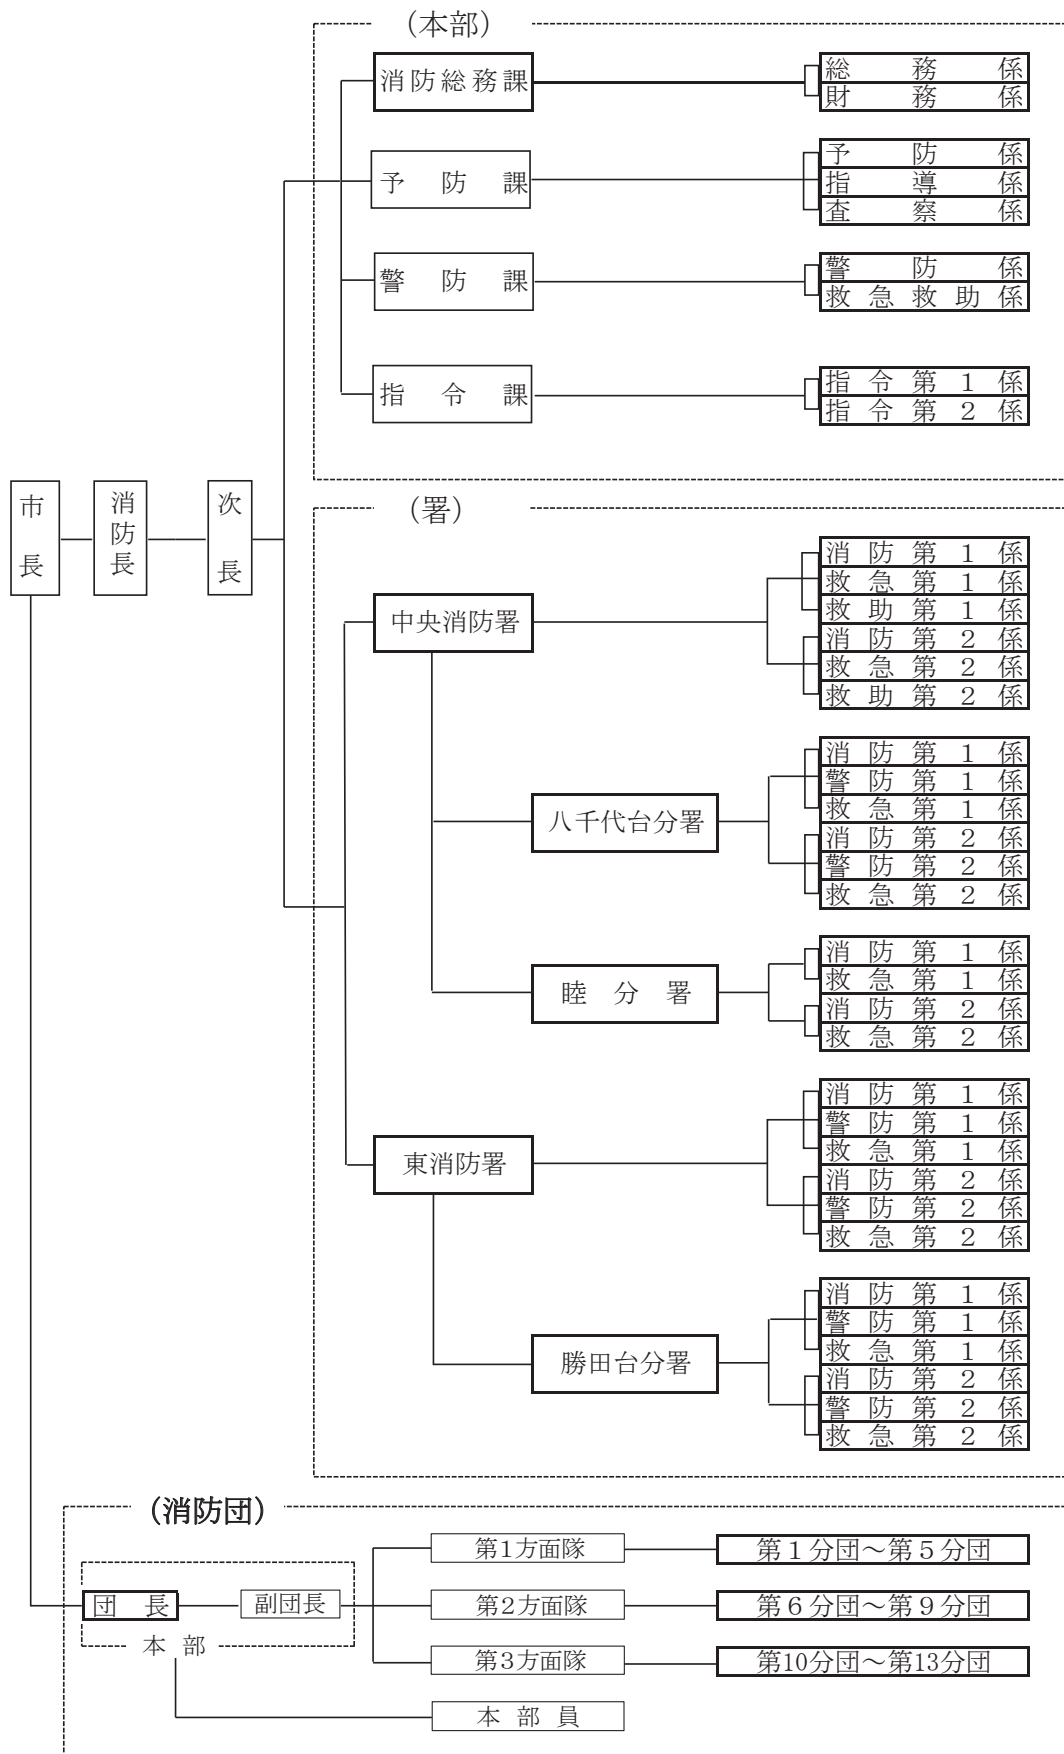 （本部）
消防総務課
総務係
財務係
予防課
予防係
指導係
査察係
警防課
警防係
救急救助係
指令課
指令第1係
指令第2係
市長
消防長
次長
（署）
中央消防署
消防第1係
救急第1係
救助第1係
消防第2係
救急第2係
救助第2係
八千代台分署
消防第1係
警防第1係
救急第1係
消防第2係
警防第2係
救急第2係
睦分署
消防第1係
救急第1係
消防第2係
救急第2係
東消防署
消防第1係
警防第1係
救急第1係
消防第2係
警防第2係
救急第2係
勝田台分署
消防第1係
警防第1係
救急第1係
消防第2係
警防第2係
救急第2係
（消防団）
団長
副団長
本部
第1方面隊
第１分団～第５分団
第2方面隊
第６分団～第９分団
第3方面隊
第10分団～第13分団
本部員